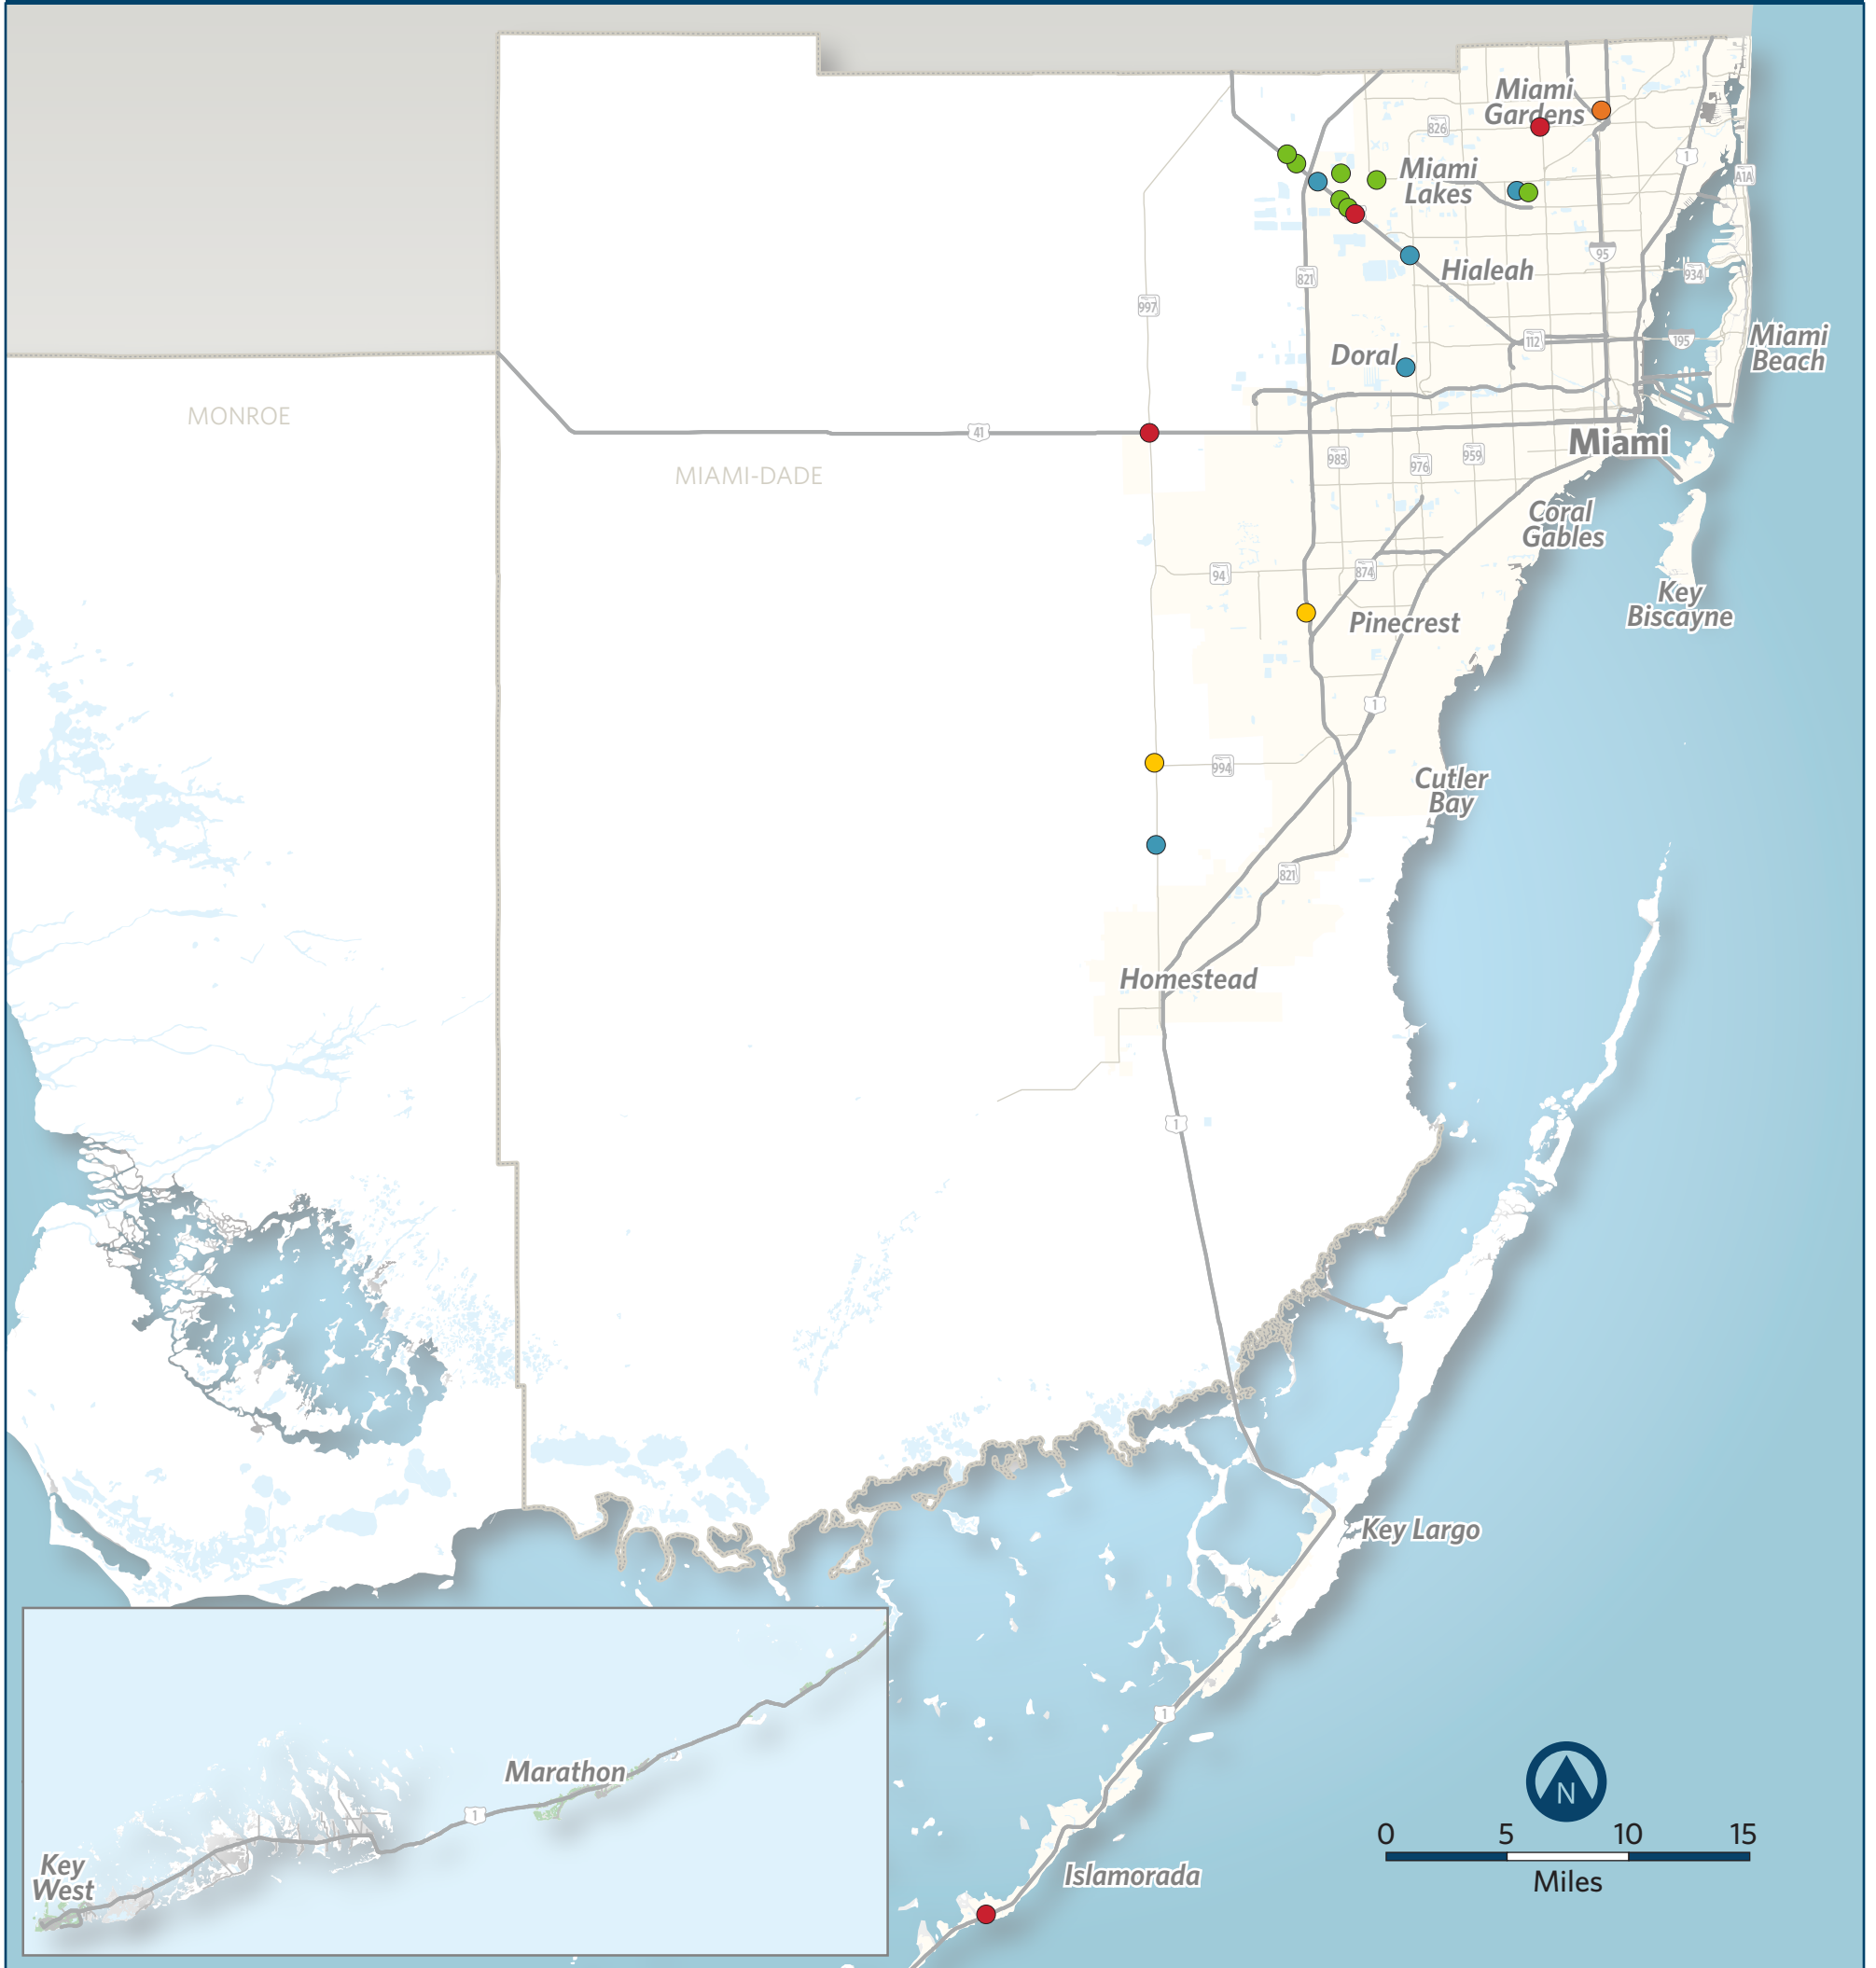 Miami
Gardens
826
1
Miami
Lakes
A1A
95
Hialeah
934
821
997
112
195
Miami
Beach
Doral
MONROE
41
Miami
985
976
959
MIAMI-DADE
Coral
Gables
94
874
Key
Biscayne
Pinecrest
1
994
Cutler
Bay
821
Homestead
1
Key Largo
1
Marathon
1
Key
West
Islamorada
N
0 5 10 15
Miles